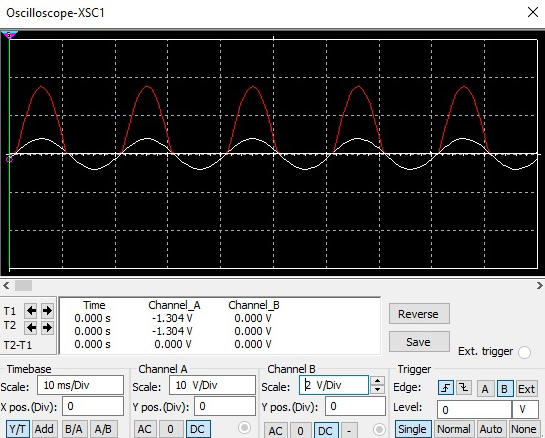 Oscilloscope-XSC1
Time Channel_A Channel_B
T1 0.000 s -1.304 V 0.000 V
T2 0.000 s -1.304 V 0.000 V
T2-T1 0.000 s 0.000 V 0.000 V
Reverse
Save
Ext. trigger
Timebase
Scale: 10 ms/Div
X pos.(Div): 0
Y/T Add B/A A/B
Channel A
Scale: 10 V/Div
Y pos.(Div): 0
AC 0 DC
Channel B
Scale: 2 V/Div
Y pos.(Div): 0
AC 0 DC -
Trigger
Edge: A B Ext
Level: 0 V
Single Normal Auto None